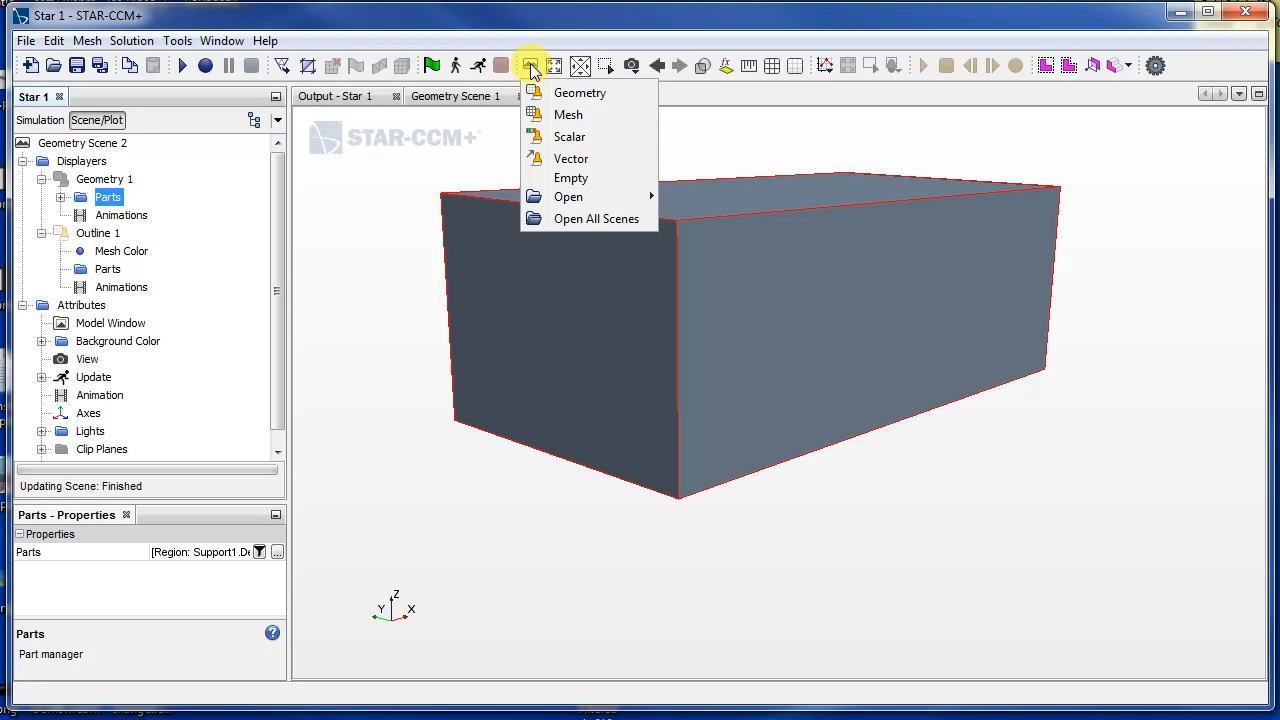 Star 1 - STAR-CCM+
File Edit Mesh Solution Tools Window Help
Star 1
Output - Star 1
Geometry Scene 1
Simulation Scene/Plot
Geometry Scene 2
Displayers
Geometry 1
Parts
Animations
Outline 1
Mesh Color
Parts
Animations
Attributes
Model Window
Background Color
View
Update
Animation
Axes
Lights
Clip Planes
Updating Scene: Finished
Parts - Properties
Properties
Parts [Region: Support1.De
...
Parts
Part manager
STAR-CCM+
Geometry
Mesh
Scalar
Vector
Empty
Open
Open All Scenes
Z
Y X